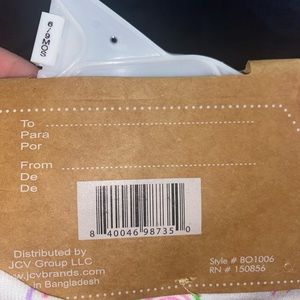 6/9MOS
To
Para
Por
From
De
De
8 40046 98735 0
Distributed by
JCV Group LLC
www.jcvbrands.com
in Bangladesh
Style # BO1006
RN # 150856